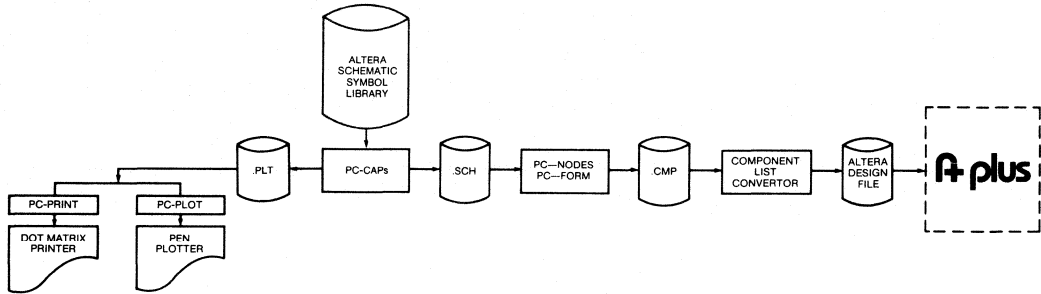 ALTERA
SCHEMATIC
SYMBOL
LIBRARY
.PLT
PC-CAPs
.SCH
PC—NODES
PC—FORM
.CMP
COMPONENT
LIST
CONVERTOR
ALTERA
DESIGN
FILE
A+ plus
PC-PRINT
PC-PLOT
DOT MATRIX
PRINTER
PEN
PLOTTER